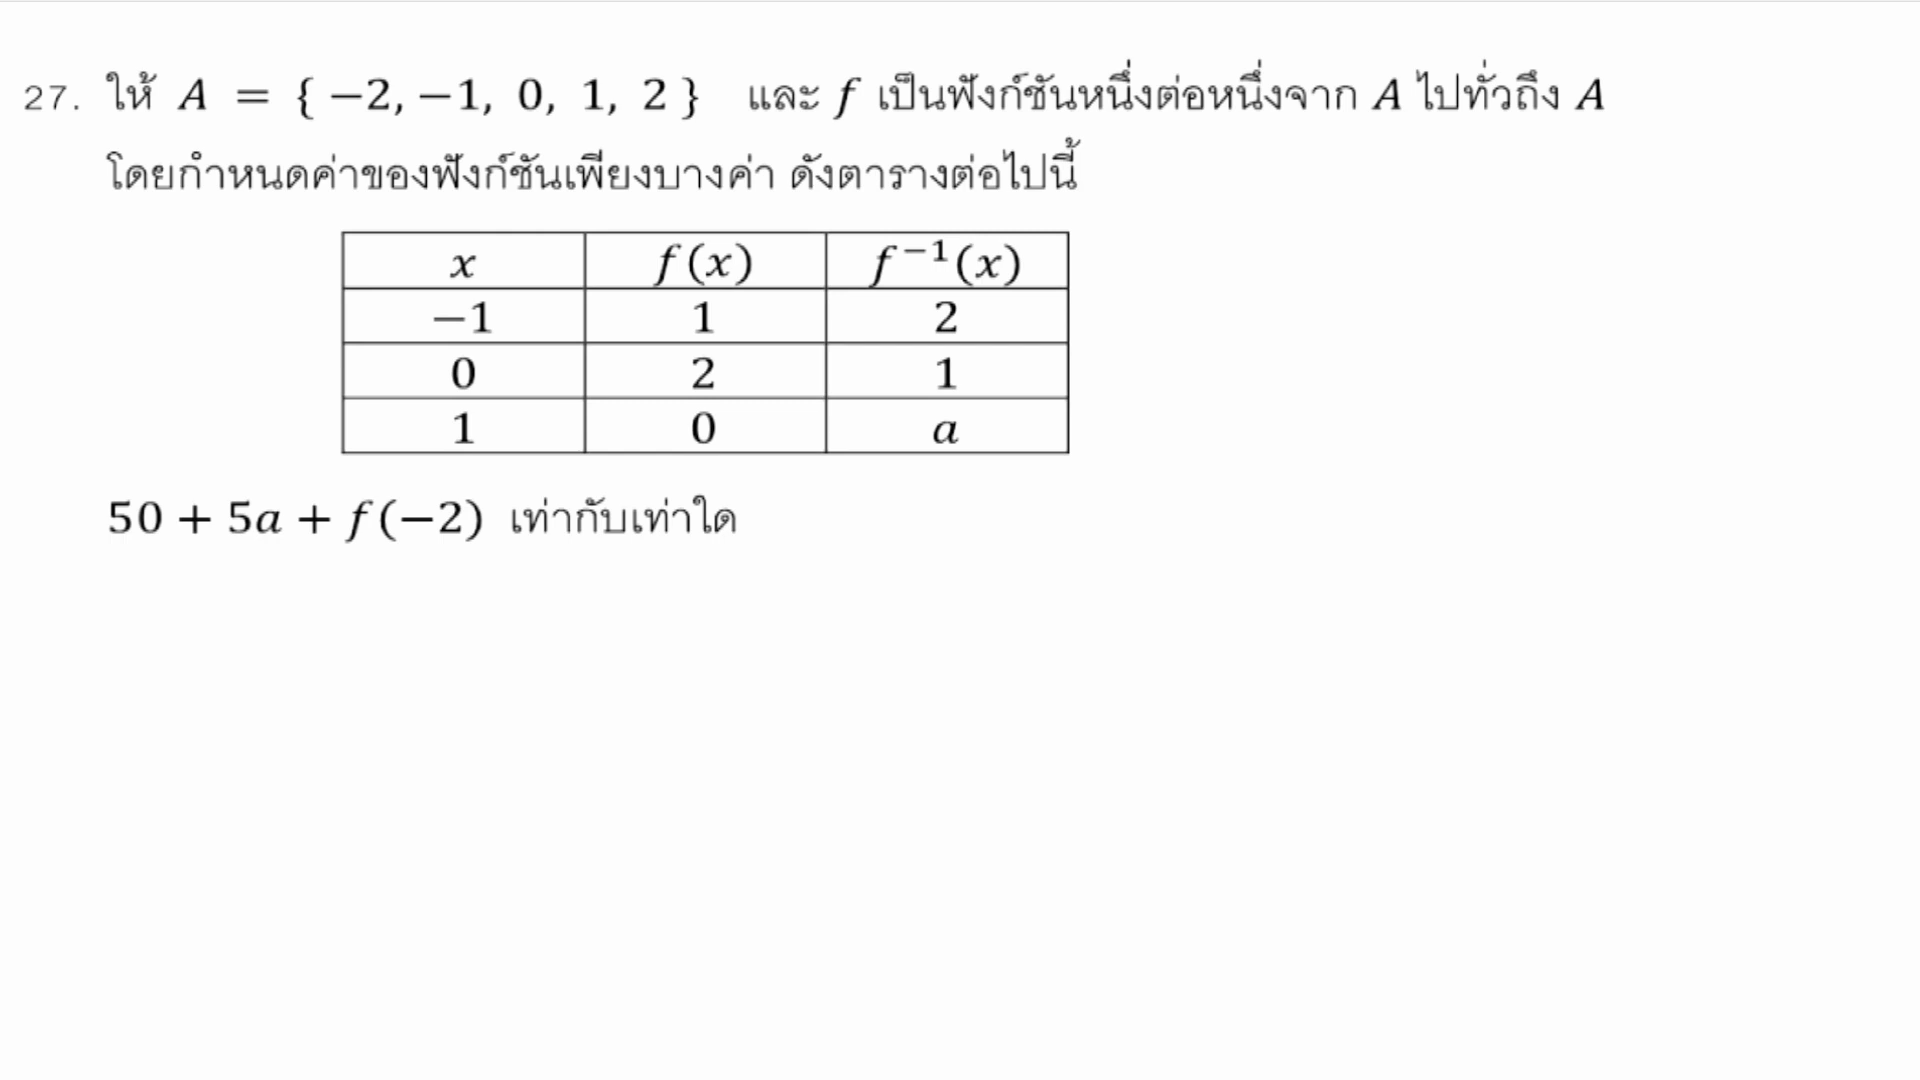 27. ให้ A = { −2, −1, 0, 1, 2 } และ f เป็นฟังก์ชันหนึ่งต่อหนึ่งจาก A ไปทั่วถึง A
โดยกำหนดค่าของฟังก์ชันเพียงบางค่า ดังตารางต่อไปนี้
x f(x) f⁻¹(x)
−1 1 2
0 2 1
1 0 a
50 + 5a + f(−2) เท่ากับเท่าใด